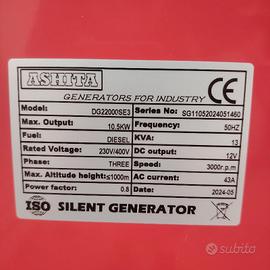 ASHITA
CE
GENERATORS FOR INDUSTRY
Model: DG22000SE3 Series No: SG11052024051460
Max. Output: 10.5KW Frequency: 50HZ
Fuel: DIESEL KVA: 13
Rated Voltage: 230V/400V DC output: 12V
Phase: THREE Speed: 3000r.p.m
Max. altitude height: ≤1000m AC current: 43A
Power factor: 0.8 Date: 2024-05
ISO SILENT GENERATOR
subito